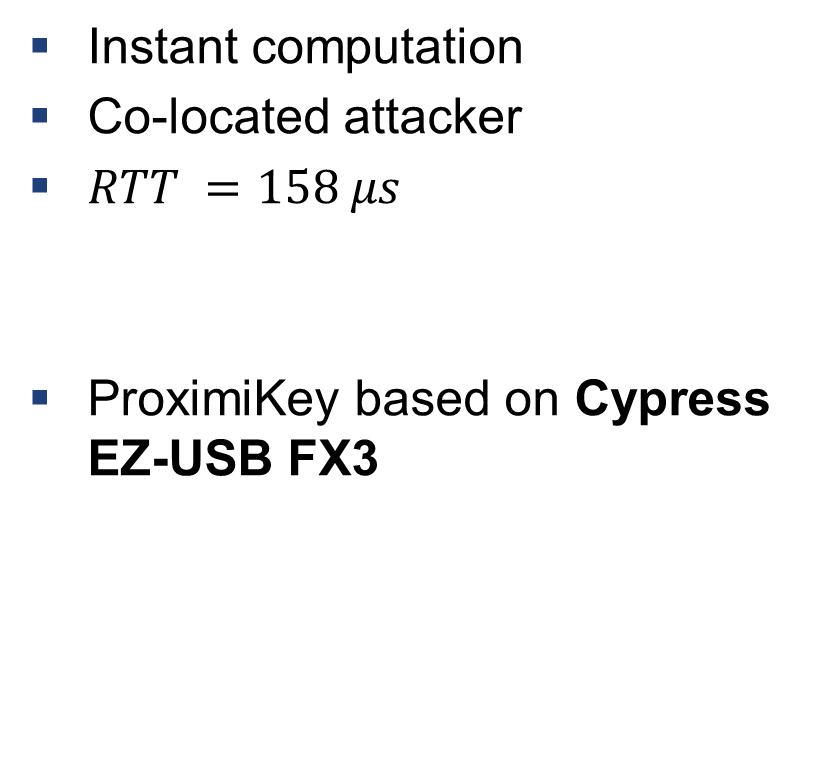 ▪ Instant computation
▪ Co-located attacker
▪ 𝑅𝑇𝑇 = 158 𝜇𝑠
▪ ProximiKey based on Cypress
EZ-USB FX3